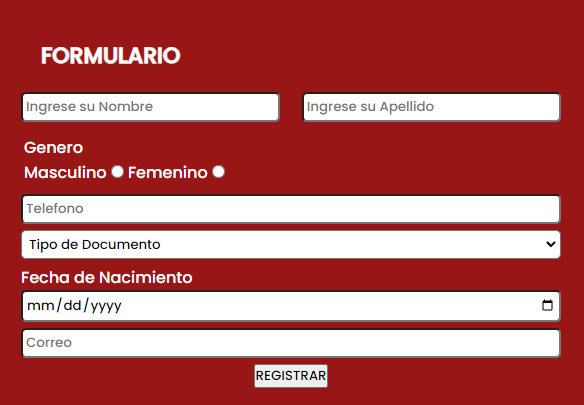 FORMULARIO
Ingrese su Nombre Ingrese su Apellido
Genero
Masculino Femenino
Telefono
Tipo de Documento
Fecha de Nacimiento
mm/dd/yyyy
Correo
REGISTRAR